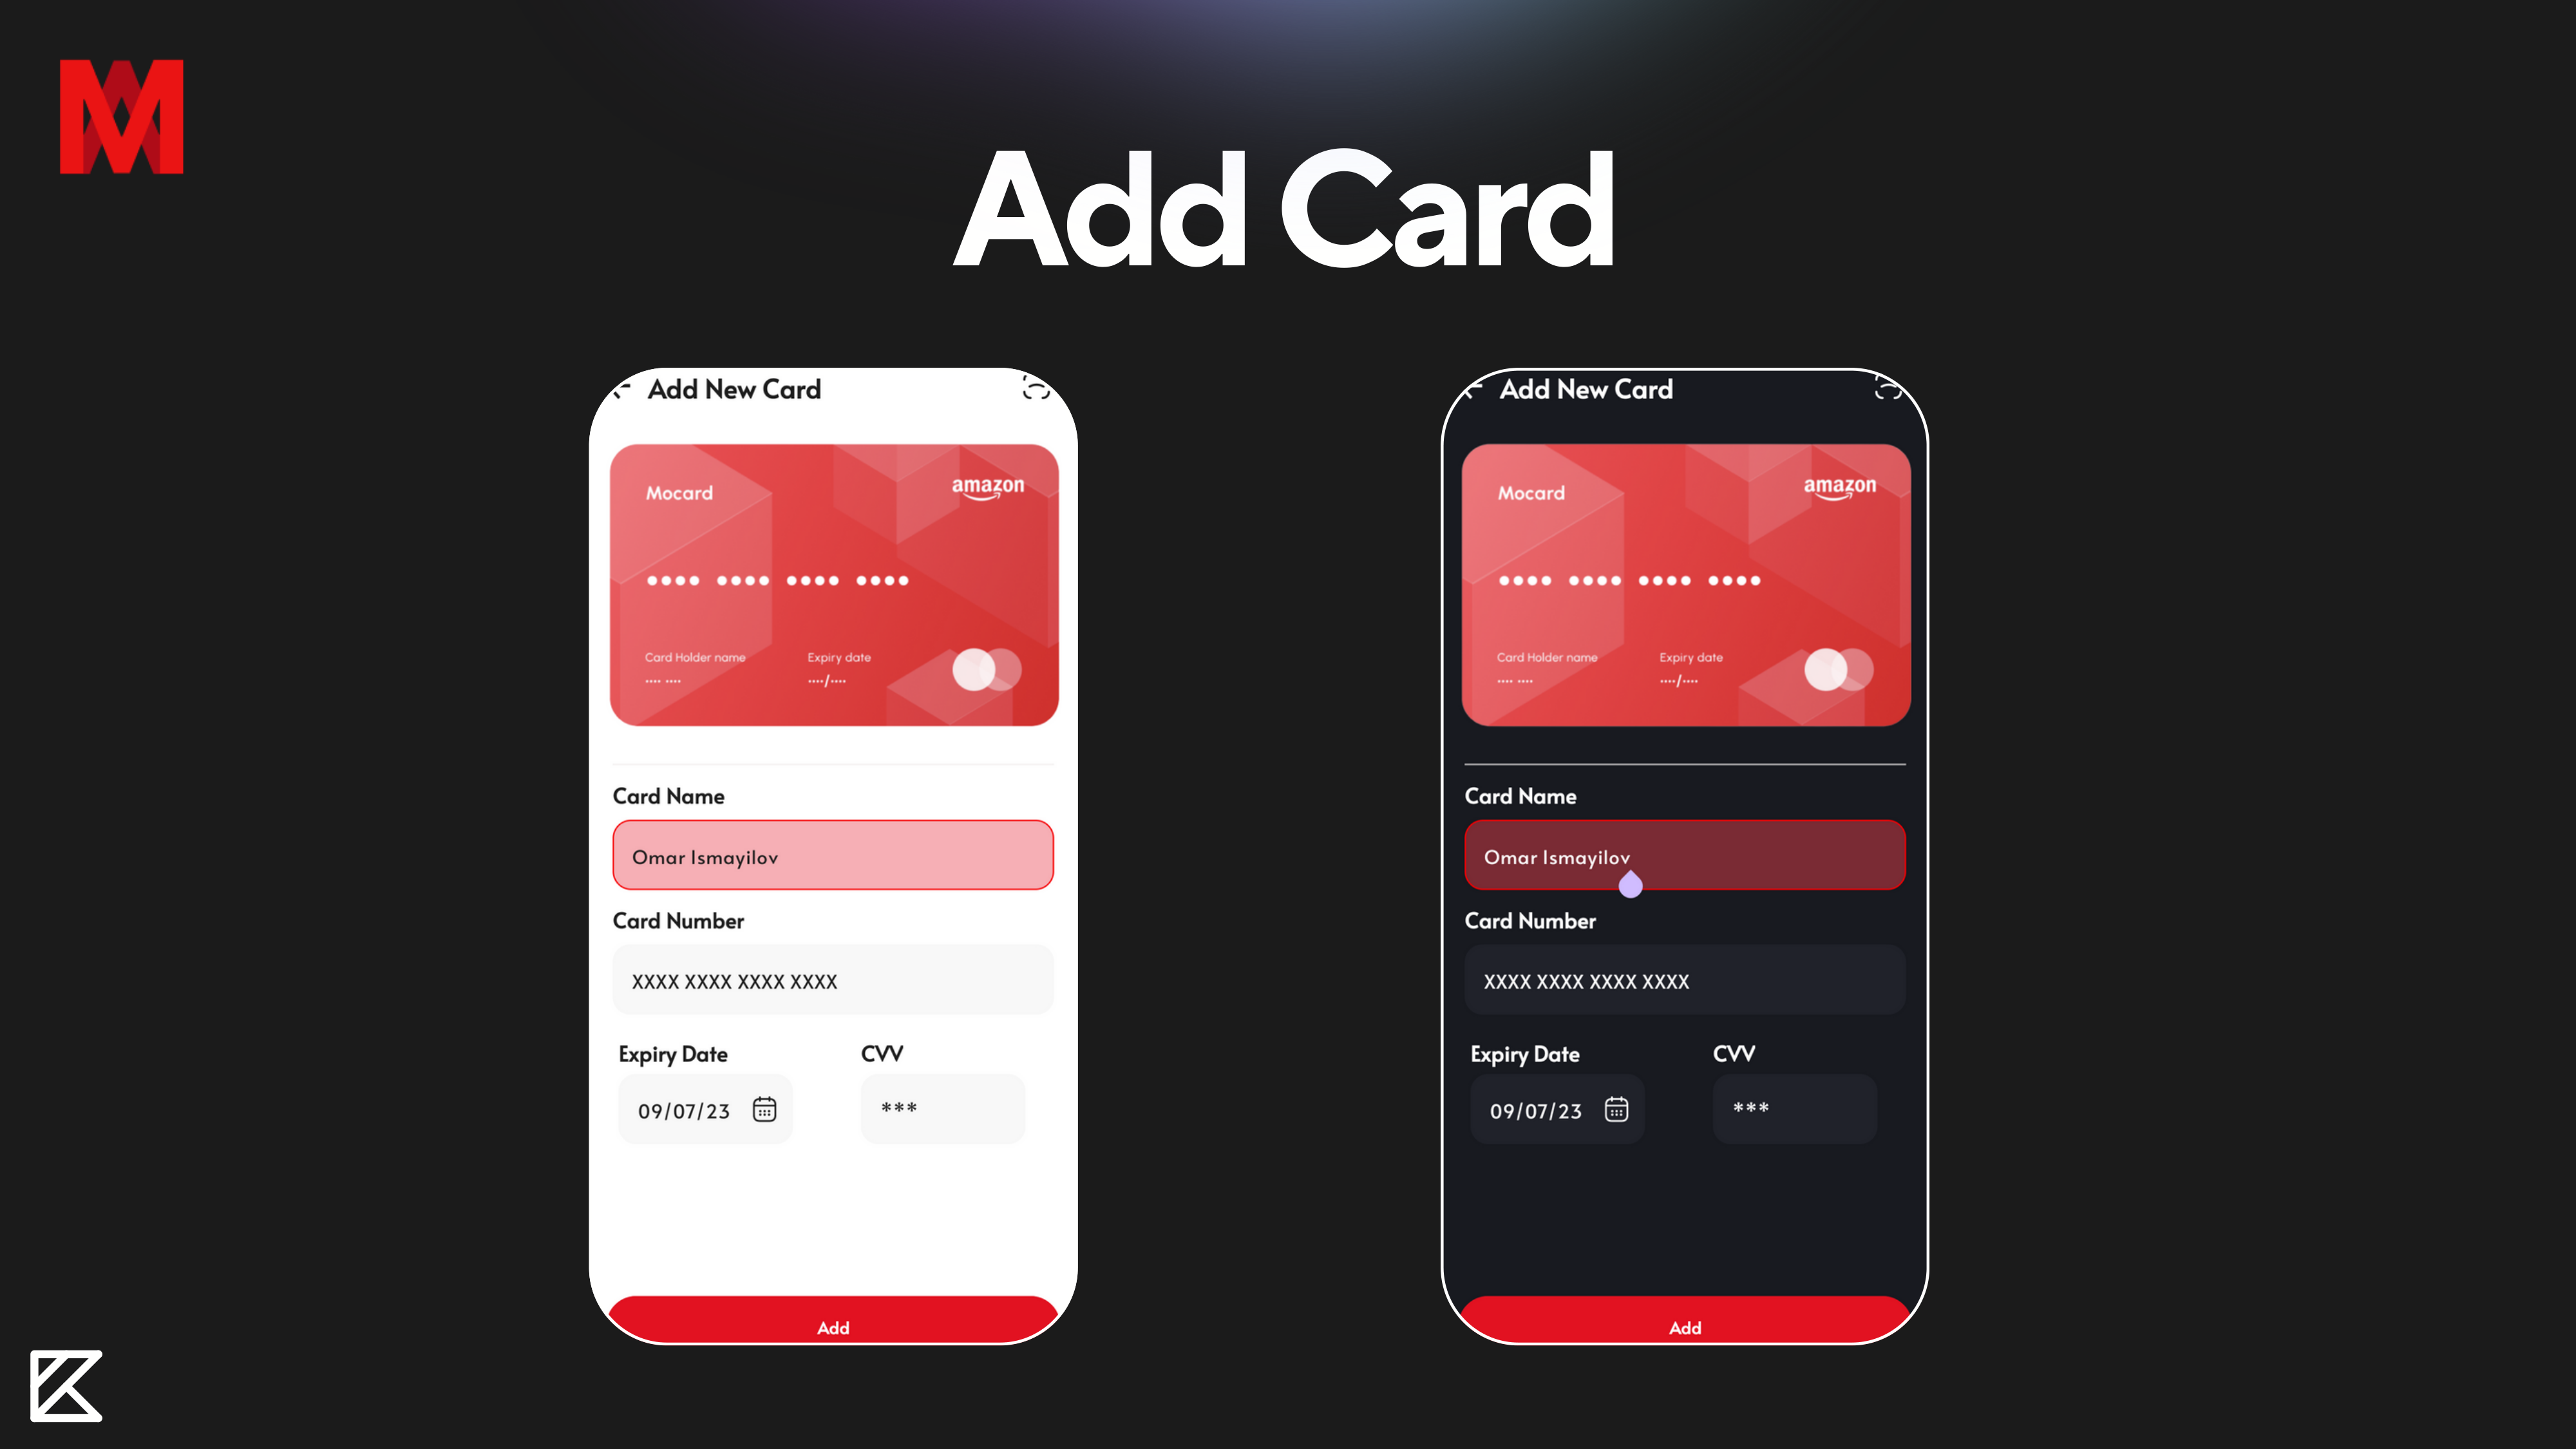 Add Card
Add New Card
Mocard
amazon
•••• •••• •••• ••••
Card Holder name
Expiry date
•••• ••••
••••/••••
Card Name
Omar Ismayilov
Card Number
XXXX XXXX XXXX XXXX
Expiry Date
CVV
09/07/23
***
Add
Add New Card
Mocard
amazon
•••• •••• •••• ••••
Card Holder name
Expiry date
•••• ••••
••••/••••
Card Name
Omar Ismayilov
Card Number
XXXX XXXX XXXX XXXX
Expiry Date
CVV
09/07/23
***
Add